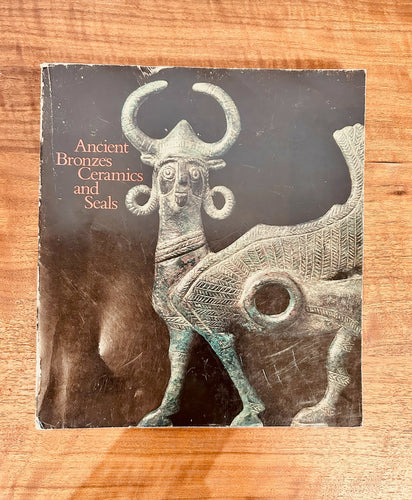 Ancient
Bronzes
Ceramics
and
Seals